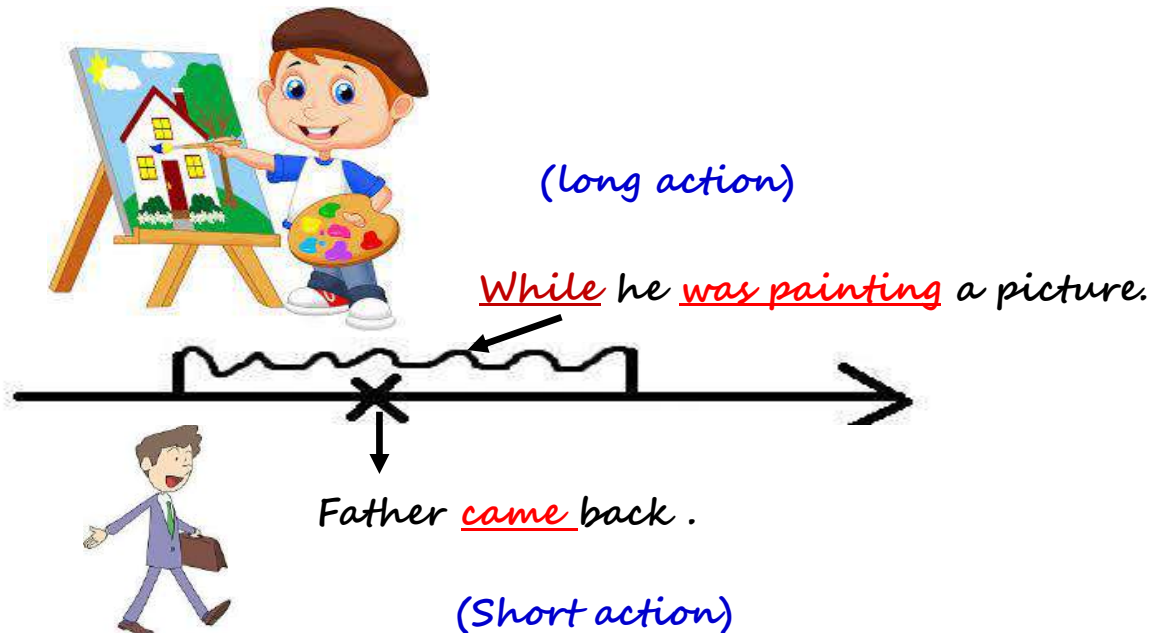 (long action)
While he was painting a picture.
Father came back .
(Short action)